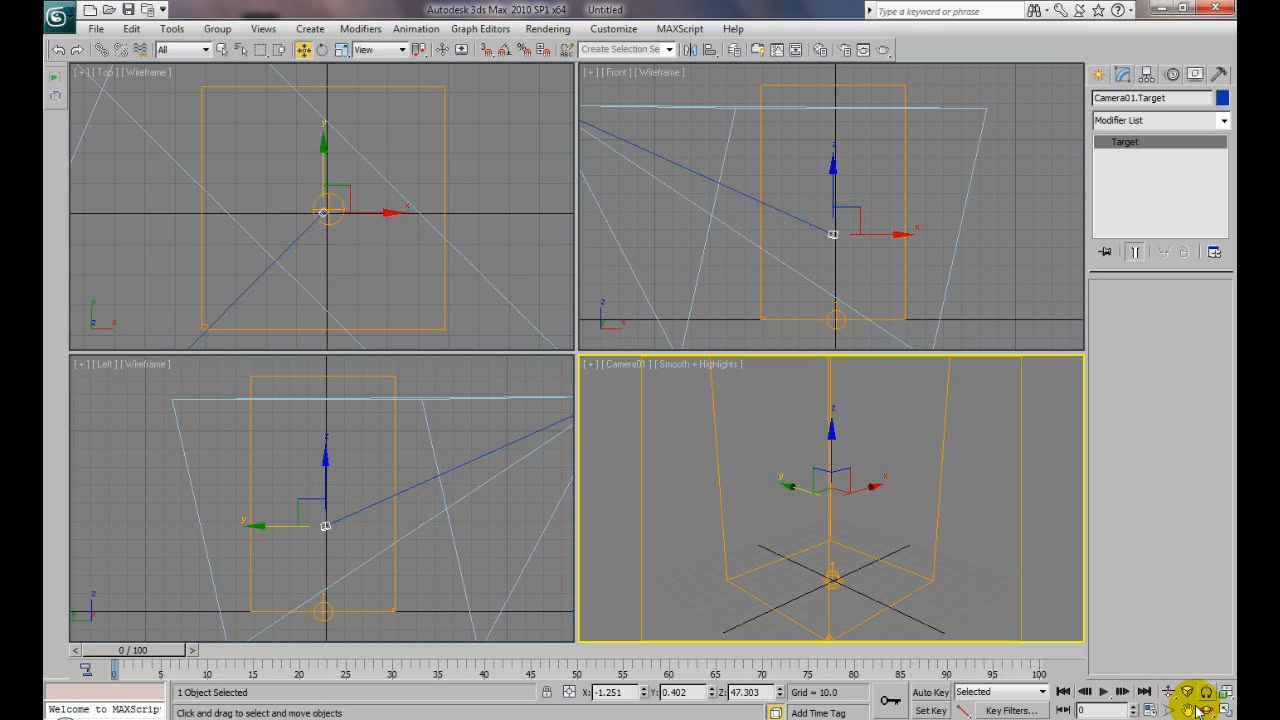 Autodesk 3ds Max 2010 SP1 x64 Untitled
Type a keyword or phrase
File Edit Tools Group Views Create Modifiers Animation Graph Editors Rendering Customize MAXScript Help
All View Create Selection Se
[ + ] [ Top ] [ Wireframe ]
y
x
y
z x
[ + ] [ Front ] [ Wireframe ]
z
x
z
x
Camera01.Target
Modifier List
Target
[ + ] [ Left ] [ Wireframe ]
z
y
z
y
[ + ] [ Camera01 ] [ Smooth + Highlights ]
z
y x
< 0 / 100 >
0 5 10 15 20 25 30 35 40 45 50 55 60 65 70 75 80 85 90 95 100
1 Object Selected X: -1.251 Y: 0.402 Z: 47.303 Grid = 10.0 Auto Key Selected
Welcome to MAXScript Click and drag to select and move objects Add Time Tag Set Key Key Filters... 0